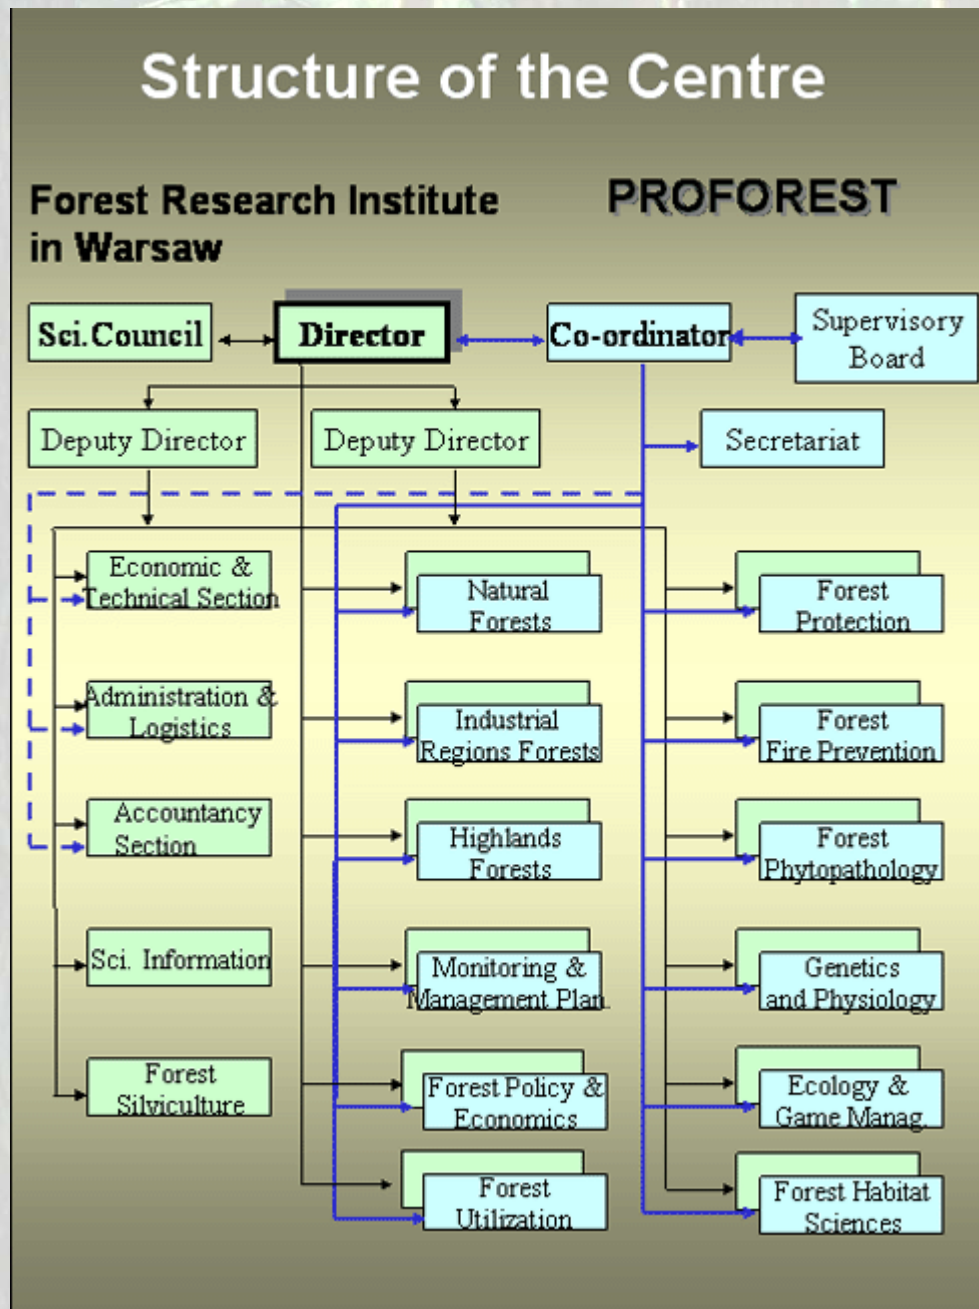 Structure of the Centre
Forest Research Institute
in Warsaw
PROFOREST
Sci. Council
Director
Co-ordinator
Supervisory
Board
Deputy Director
Deputy Director
Secretariat
Economic &
Technical Section
Administration &
Logistics
Accountancy
Section
Sci. Information
Forest
Silviculture
Natural
Forests
Industrial
Regions Forests
Highlands
Forests
Monitoring &
Management Plan.
Forest Policy &
Economics
Forest
Utilization
Forest
Protection
Forest
Fire Prevention
Forest
Phytopathology
Genetics
and Physiology
Ecology &
Game Manag.
Forest Habitat
Sciences